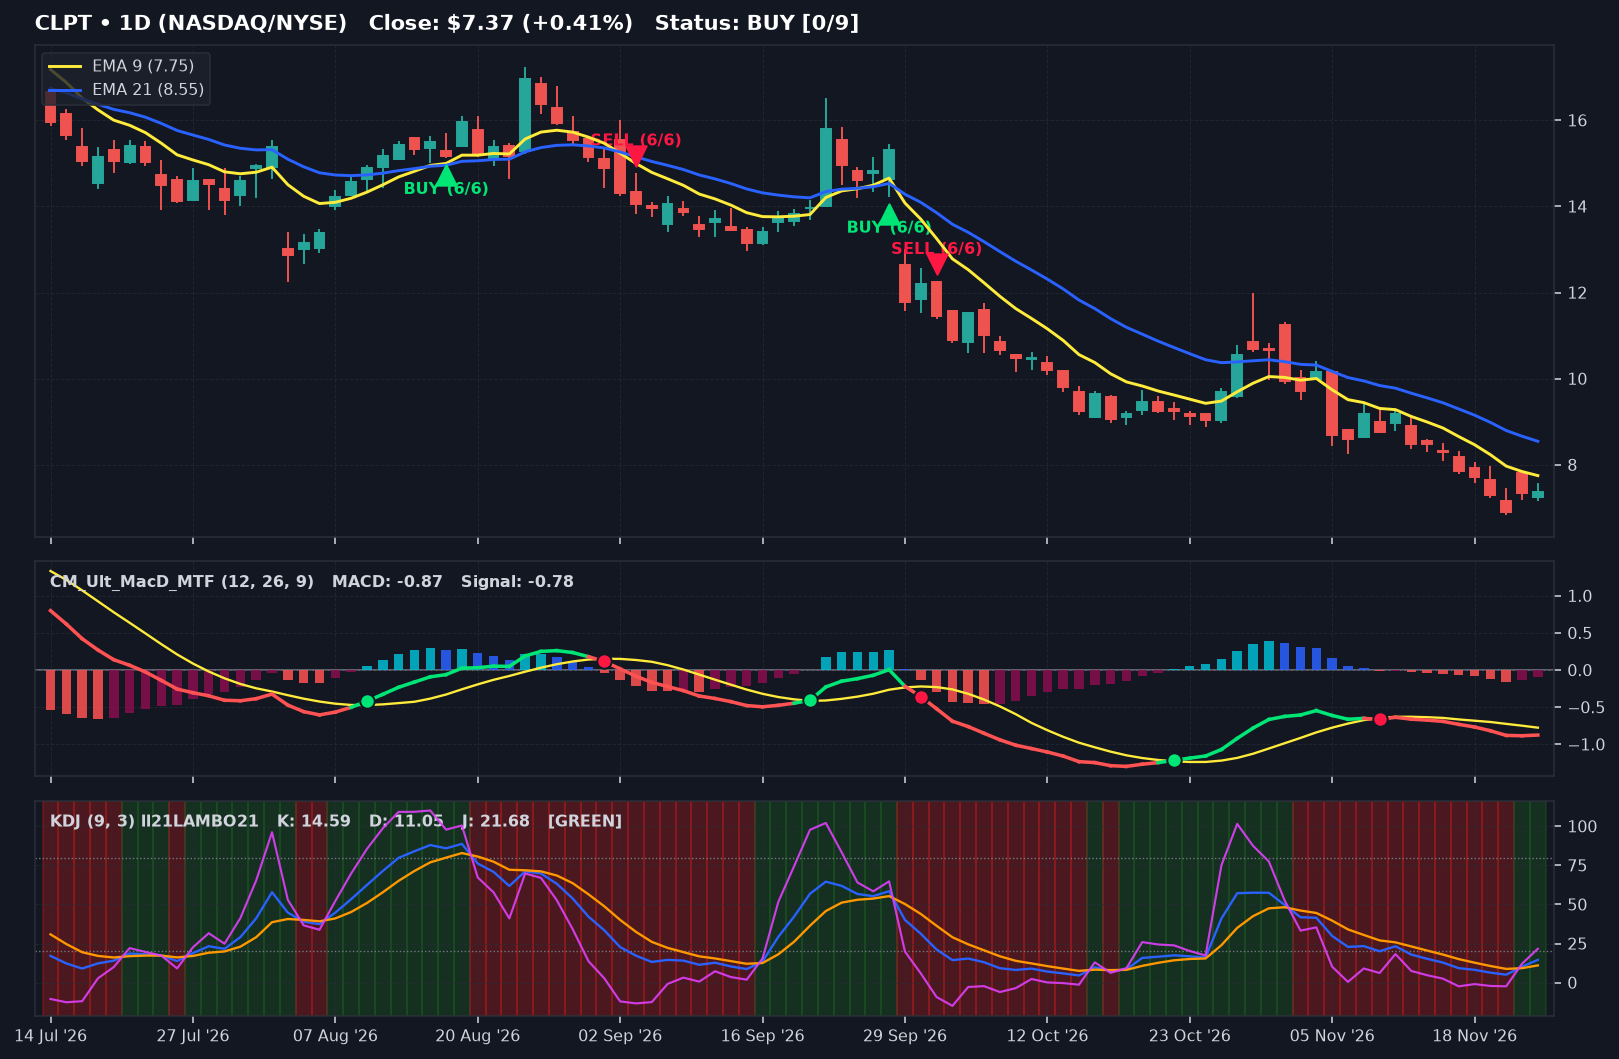 CLPT • 1D (NASDAQ/NYSE)   Close: $7.37 (+0.41%)   Status: BUY [0/9]
EMA 9 (7.75)
EMA 21 (8.55)
SELL (6/6)
BUY (6/6)
BUY (6/6)
SELL (6/6)
16
14
12
10
8
CM_Ult_MacD_MTF (12, 26, 9)   MACD: -0.87   Signal: -0.78
1.0
0.5
0.0
−0.5
−1.0
KDJ (9, 3) II21LAMBO21   K: 14.59   D: 11.05   J: 21.68   [GREEN]
100
75
50
25
0
14 Jul '26   27 Jul '26   07 Aug '26   20 Aug '26   02 Sep '26   16 Sep '26   29 Sep '26   12 Oct '26   23 Oct '26   05 Nov '26   18 Nov '26